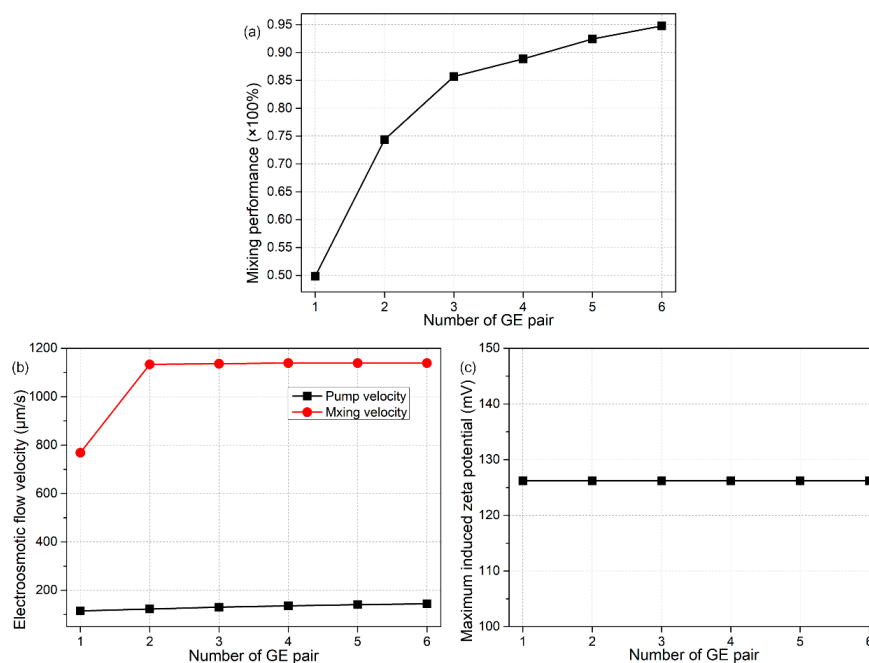 (a)
Mixing performance (×100%)
0.95
0.90
0.85
0.80
0.75
0.70
0.65
0.60
0.55
0.50
1 2 3 4 5 6
Number of GE pair
(b)
Electroosmotic flow velocity (µm/s)
1200
1000
800
600
400
200
Pump velocity
Mxing velocity
1 2 3 4 5 6
Number of GE pair
(c)
Maximum induced zeta potential (mV)
150
140
130
120
110
100
1 2 3 4 5 6
Number of GE pair